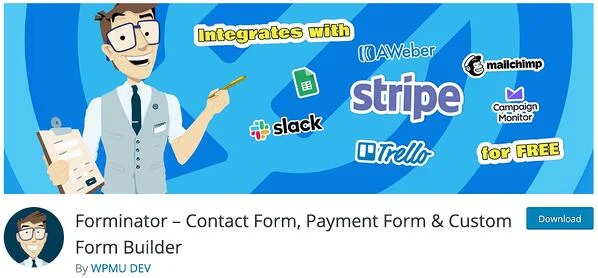 Integrates with
AWeber
mailchimp
stripe
Campaign
Monitor
slack
Trello
for FREE
Forminator – Contact Form, Payment Form & Custom
Form Builder
Download
By WPMU DEV